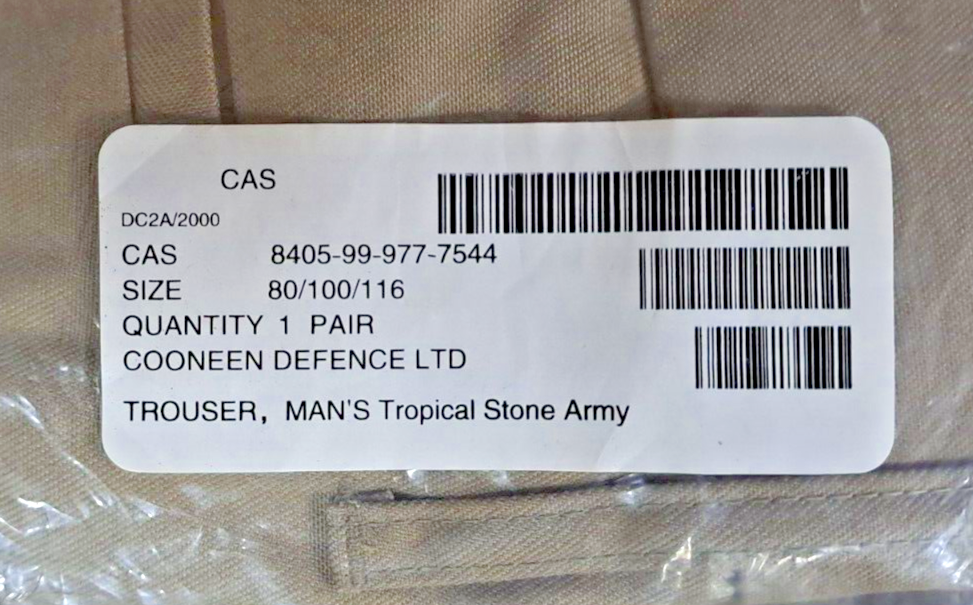 CAS
DC2A/2000
CAS 8405-99-977-7544
SIZE 80/100/116
QUANTITY 1 PAIR
COONEEN DEFENCE LTD
TROUSER, MAN'S Tropical Stone Army